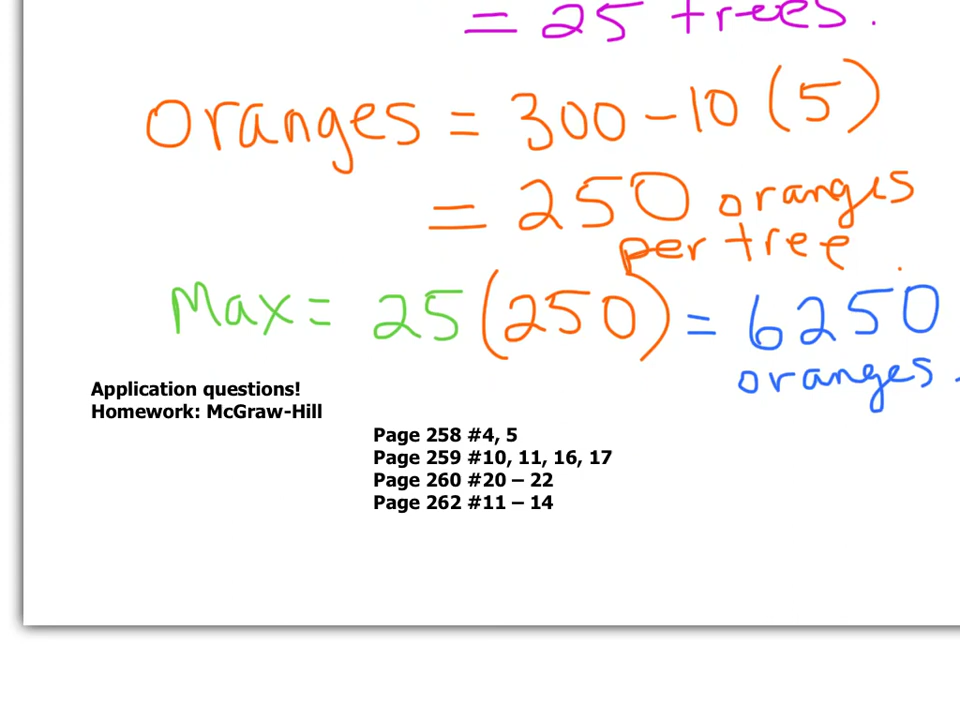 = 25 trees.
oranges = 300 - 10 (5)
= 250 oranges
per tree.
Max = 25 (250) = 6250
oranges.
Application questions!
Homework: McGraw-Hill
Page 258 #4, 5
Page 259 #10, 11, 16, 17
Page 260 #20 – 22
Page 262 #11 – 14